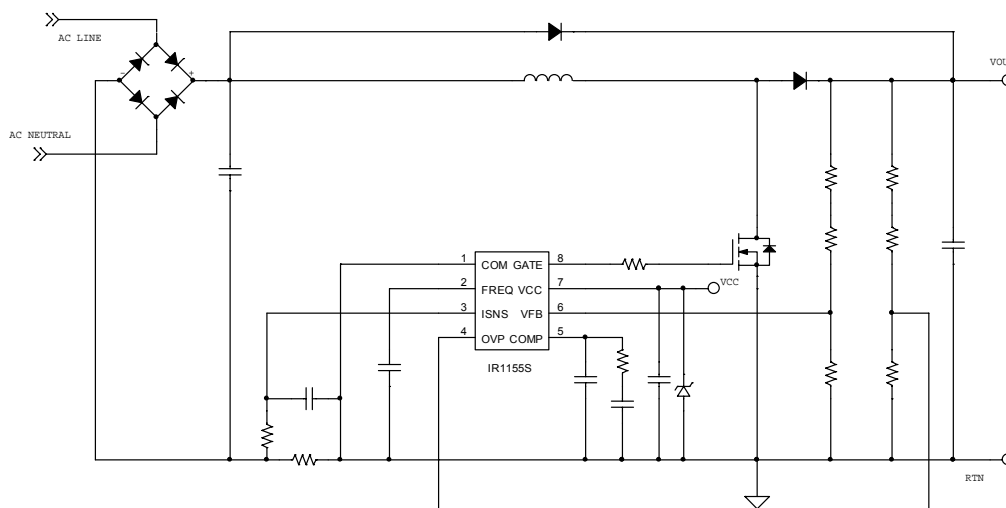 AC LINE
VOU
- +
AC NEUTRAL
1 COM GATE 8
2 FREQ VCC 7 VCC
3 ISNS VFB 6
4 OVP COMP 5
IR1155S
RTN